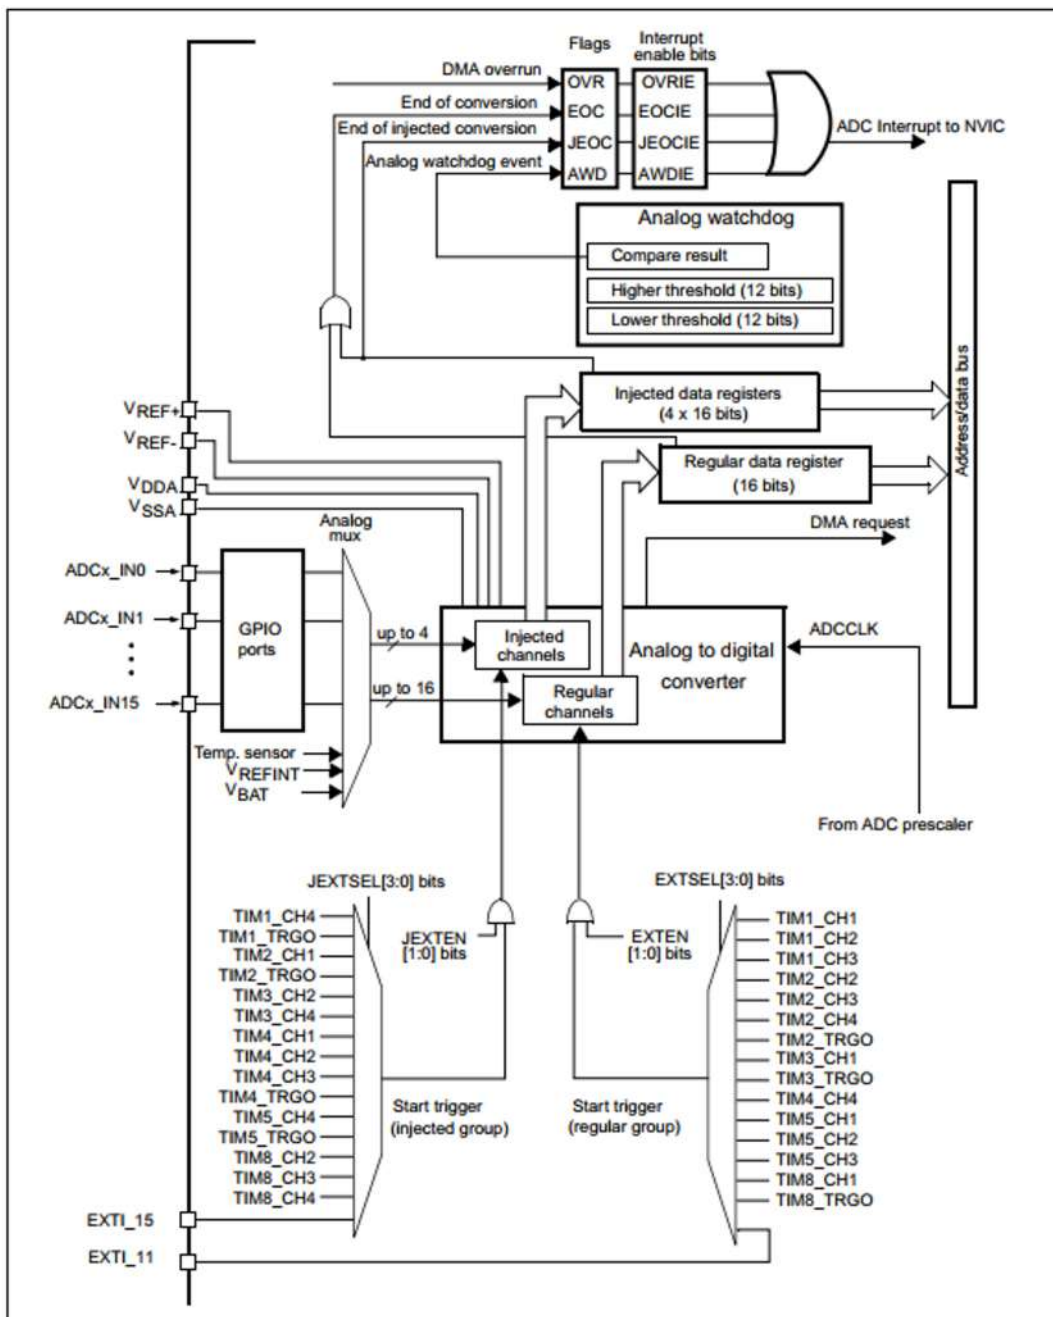 Flags
Interrupt
enable bits
DMA overrun
OVR
OVRIE
End of conversion
EOC
EOCIE
ADC Interrupt to NVIC
End of injected conversion
JEOC
JEOCIE
Analog watchdog event
AWD
AWDIE
Analog watchdog
Compare result
Higher threshold (12 bits)
Lower threshold (12 bits)
Address/data bus
Injected data registers
(4 x 16 bits)
Regular data register
(16 bits)
VREF+
VREF-
VDDA
VSSA
Analog
mux
DMA request
ADCx_IN0
ADCx_IN1
ADCx_IN15
GPIO
ports
up to 4
up to 16
Injected
channels
Regular
channels
Analog to digital
converter
ADCCLK
Temp. sensor
VREFINT
VBAT
From ADC prescaler
JEXTSEL[3:0] bits
EXTSEL[3:0] bits
JEXTEN
[1:0] bits
EXTEN
[1:0] bits
TIM1_CH4
TIM1_TRGO
TIM2_CH1
TIM2_TRGO
TIM3_CH2
TIM3_CH4
TIM4_CH1
TIM4_CH2
TIM4_CH3
TIM4_TRGO
TIM5_CH4
TIM5_TRGO
TIM8_CH2
TIM8_CH3
TIM8_CH4
Start trigger
(injected group)
Start trigger
(regular group)
TIM1_CH1
TIM1_CH2
TIM1_CH3
TIM2_CH2
TIM2_CH3
TIM2_CH4
TIM2_TRGO
TIM3_CH1
TIM3_TRGO
TIM4_CH4
TIM5_CH1
TIM5_CH2
TIM5_CH3
TIM8_CH1
TIM8_TRGO
EXTI_15
EXTI_11